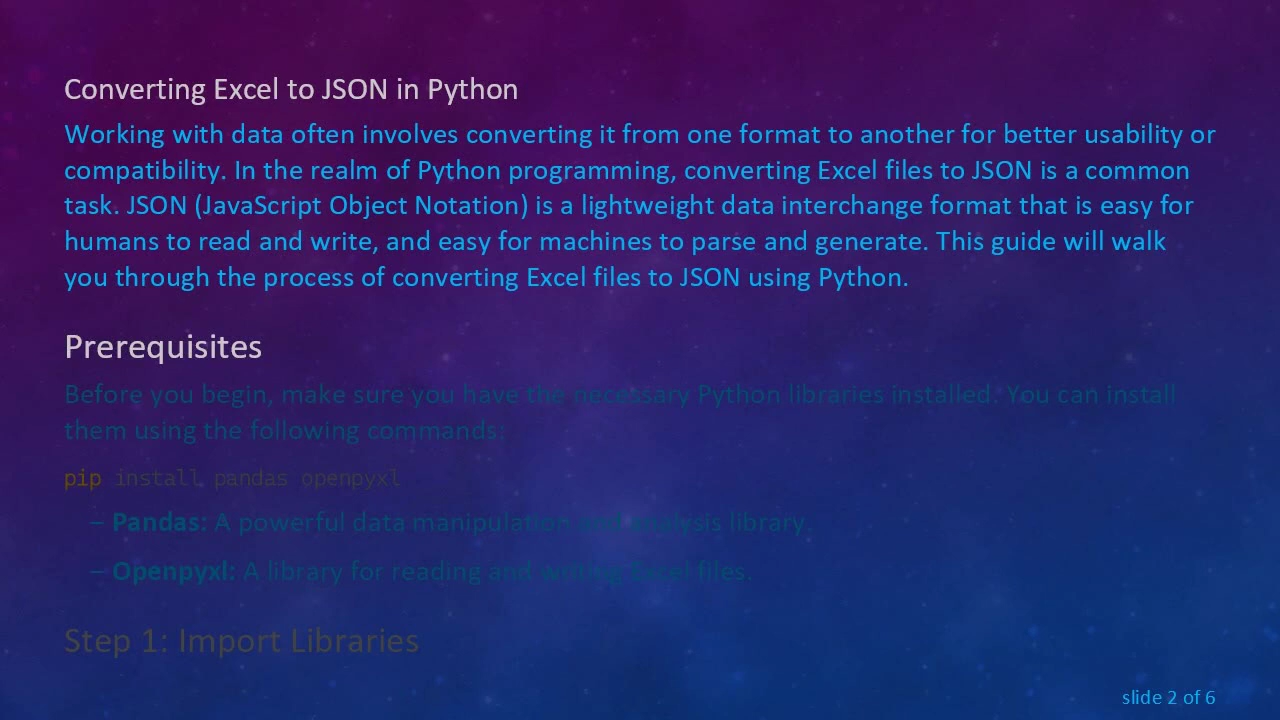 Converting Excel to JSON in Python
Working with data often involves converting it from one format to another for better usability or
compatibility. In the realm of Python programming, converting Excel files to JSON is a common
task. JSON (JavaScript Object Notation) is a lightweight data interchange format that is easy for
humans to read and write, and easy for machines to parse and generate. This guide will walk
you through the process of converting Excel files to JSON using Python.
Prerequisites
Before you begin, make sure you have the necessary Python libraries installed. You can install
them using the following commands:
pip install pandas openpyxl
– Pandas: A powerful data manipulation and analysis library.
– Openpyxl: A library for reading and writing Excel files.
Step 1: Import Libraries
slide 2 of 6